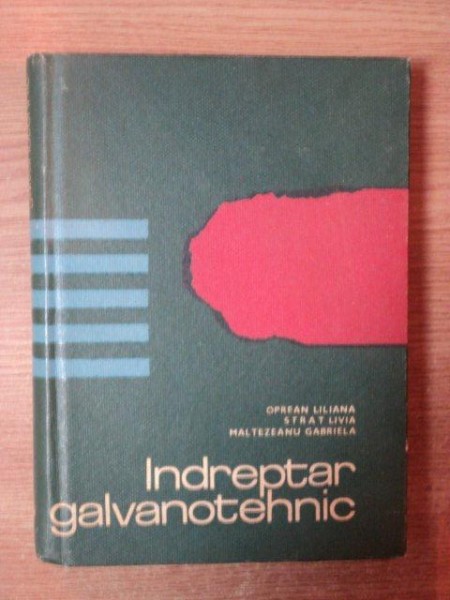 OPREAN LILIANA
STRAT LIVIA
MALTEZEANU GABRIELA
Indreptar
galvanotehnic